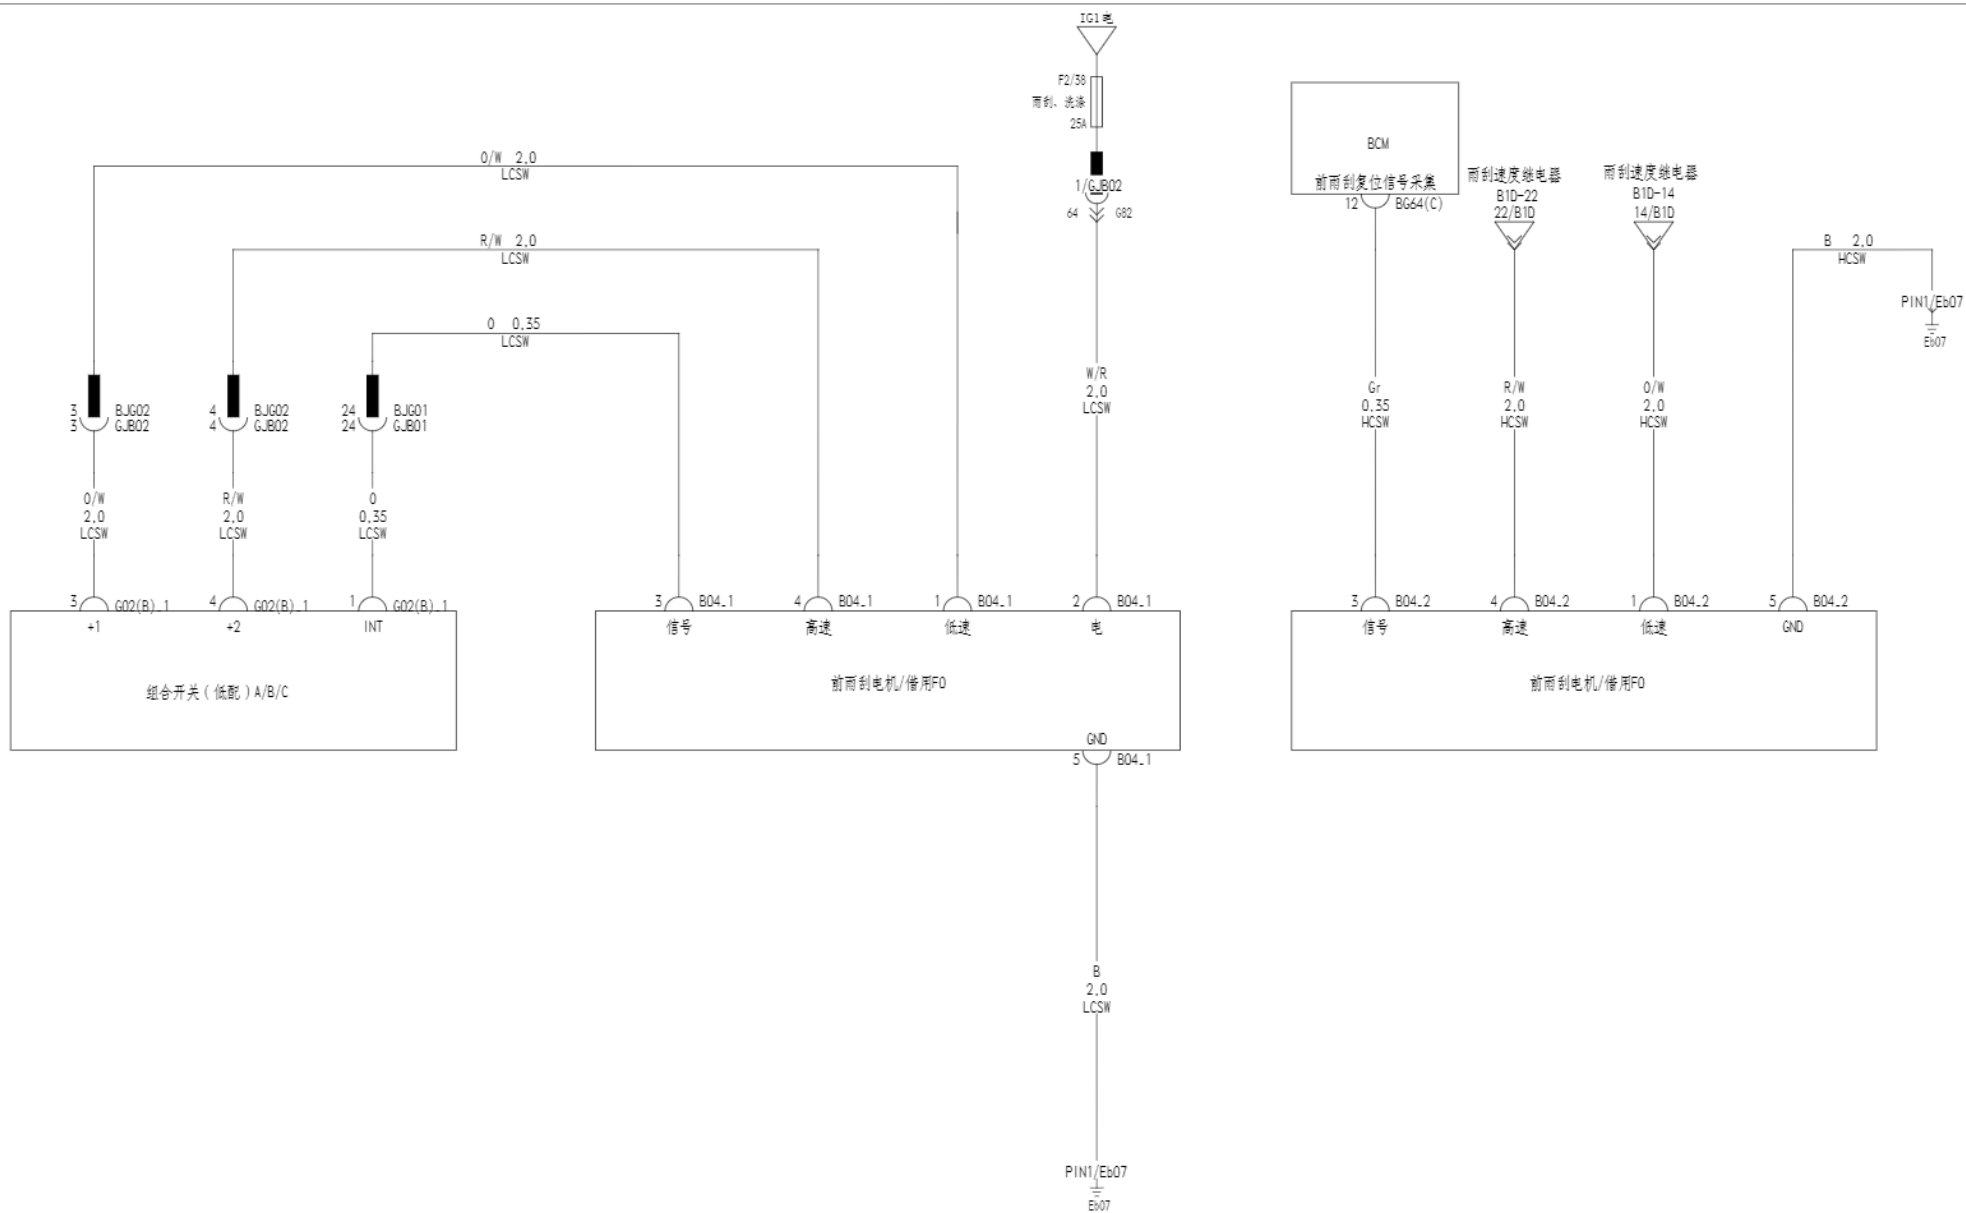 IG1电
F2/38
雨刮、洗涤
25A
1/GJB02
64 G82
BCM
前雨刮复位信号采集
12 BG64(C)
雨刮速度继电器
B1D-22
22/B1D
雨刮速度继电器
B1D-14
14/B1D
O/W 2.0
LCSW
R/W 2.0
LCSW
O 0.35
LCSW
B 2.0
HCSW
PIN1/Eb07
Eb07
3 BJG02
3 GJB02
4 BJG02
4 GJB02
24 BJG01
24 GJB01
W/R
2.0
LCSW
Gr
0.35
HCSW
R/W
2.0
HCSW
O/W
2.0
HCSW
O/W
2.0
LCSW
R/W
2.0
LCSW
O
0.35
LCSW
3 G02(B)_1
+1
4 G02(B)_1
+2
1 G02(B)_1
INT
组合开关(低配)A/B/C
3 B04_1
信号
4 B04_1
高速
1 B04_1
低速
2 B04_1
电
前雨刮电机/借用F0
GND
5 B04_1
3 B04_2
信号
4 B04_2
高速
1 B04_2
低速
5 B04_2
GND
前雨刮电机/借用F0
B
2.0
LCSW
PIN1/Eb07
Eb07